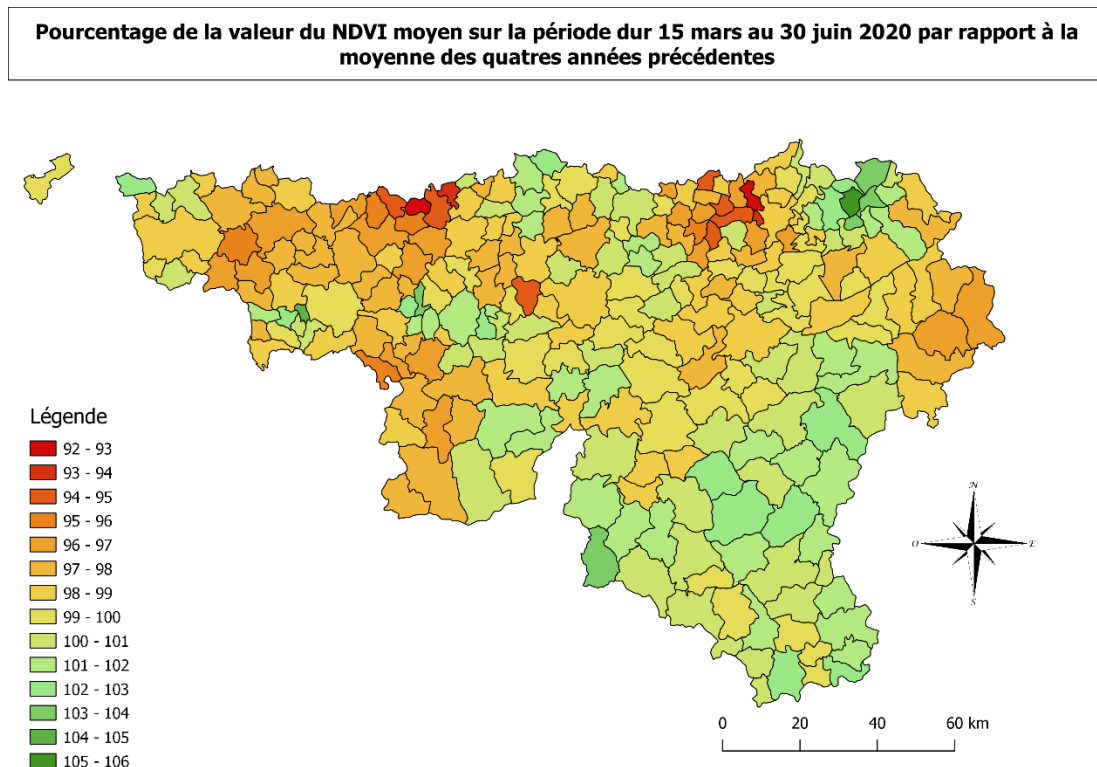 Pourcentage de la valeur du NDVI moyen sur la période dur 15 mars au 30 juin 2020 par rapport à la
moyenne des quatres années précédentes
Légende
92 - 93
93 - 94
94 - 95
95 - 96
96 - 97
97 - 98
98 - 99
99 - 100
100 - 101
101 - 102
102 - 103
103 - 104
104 - 105
105 - 106
N
O
E
S
0 20 40 60 km